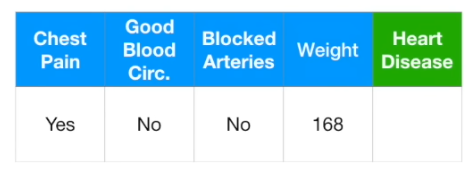 Chest Pain	Good Blood Circ.	Blocked Arteries	Weight	Heart Disease
Yes	No	No	168